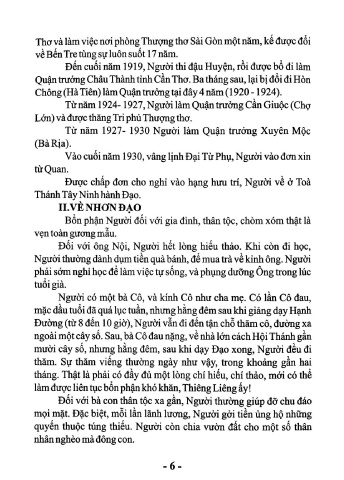 Thơ và làm việc nơi phòng Thượng thơ Sài Gòn một năm, kế được đổi
về Bến Tre tùng sự luôn suốt 17 năm.
Đến cuối năm 1919, Người thi đậu Huyện, rồi được bổ đi làm
Quận trưởng Châu Thành tỉnh Cần Thơ. Ba tháng sau, lại bị đổi đi Hòn
Chông (Hà Tiên) làm Quận trưởng tại đây 4 năm (1920 - 1924).
Từ năm 1924- 1927, Người làm Quận trưởng Cần Giuộc (Chợ
Lớn) và được thăng Tri phủ Thượng thơ.
Từ năm 1927- 1930 Người làm Quận trưởng Xuyên Mộc
(Bà Rịa).
Vào cuối năm 1930, vâng lịnh Đại Từ Phụ, Người vào đơn xin
từ Quan.
Được chấp đơn cho nghỉ vào hạng hưu trí, Người về ở Toà
Thánh Tây Ninh hành Đạo.
II.VỀ NHƠN ĐẠO
Bổn phận Người đối với gia đình, thân tộc, chòm xóm thật là
vẹn toàn gương mẫu.
Đối với ông Nội, Người hết lòng hiếu thảo. Khi còn đi học,
Người thường dành dụm tiền quà bánh, để mua trà về kính ông. Người
phải sớm nghỉ học để làm việc tự sống, và phụng dưỡng Ông trong lúc
tuổi già.
Người có một bà Cô, và kính Cô như cha mẹ. Có lần Cô đau,
mặc dầu tuổi đã quá lục tuần, nhưng hằng đêm sau khi giảng dạy Hạnh
Đường (từ 8 đến 10 giờ), Người vẫn đi đến tận chỗ thăm cô, đường xa
ngoài một cây số. Sau, bà Cô đau nặng, về nhà lớn cách Hội Thánh gần
mười cây số, nhưng hằng đêm, sau khi dạy Đạo xong, Người đều đi
thăm. Sự thăm viếng thường ngày như vậy, trong khoảng gần hai
tháng. Thật là phải có đầy đủ một lòng chí hiếu, chí thảo, mới có thể
làm được liên tục bổn phận khó khăn, Thiêng Liêng ấy!
Đối với bà con thân tộc xa gần, Người thường giúp đỡ chu đáo
mọi mặt. Đặc biệt, mỗi lần lãnh lương, Người gởi tiền ủng hộ những
quyến thuộc túng thiếu. Người còn chia vườn đất cho một số thân
nhân nghèo mà đông con.
- 6 -